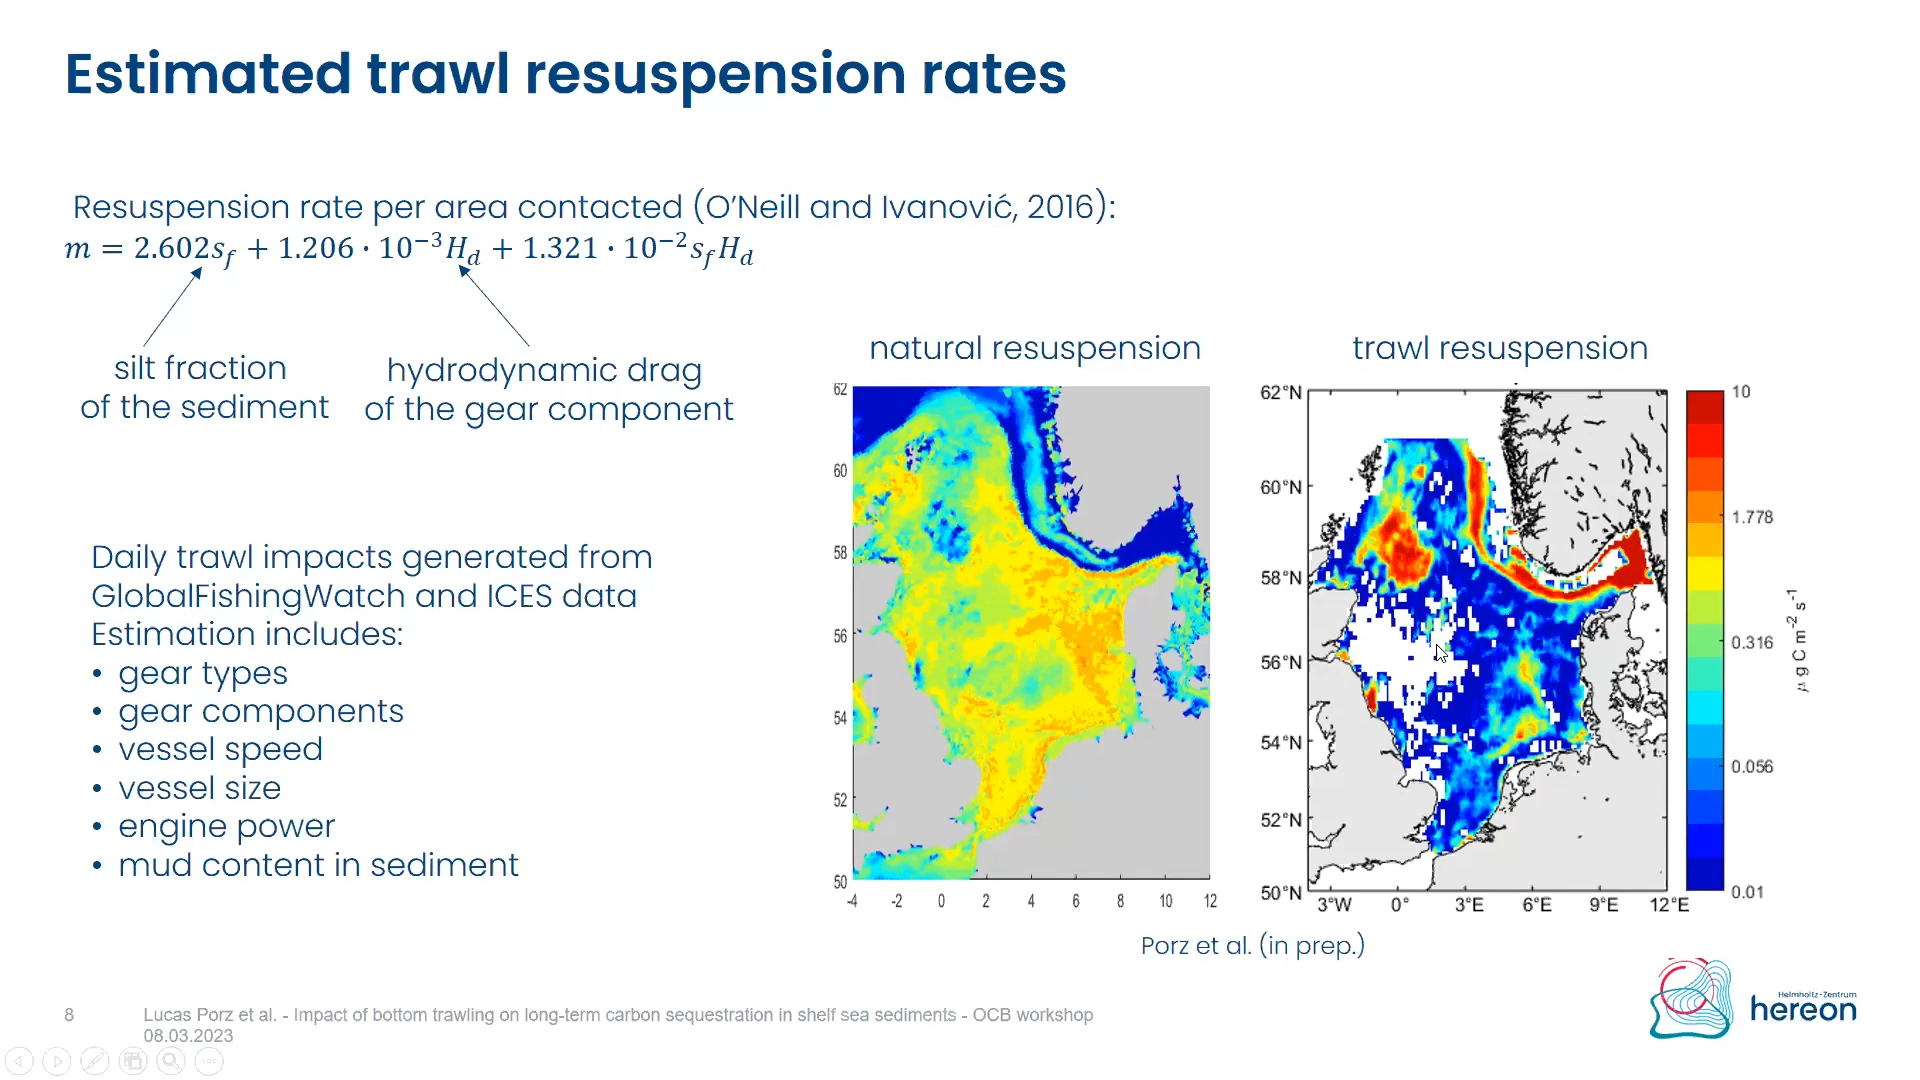 Estimated trawl resuspension rates
Resuspension rate per area contacted (O'Neill and Ivanović, 2016):
m = 2.602s_f + 1.206 · 10⁻³H_d + 1.321 · 10⁻²s_fH_d
silt fraction
of the sediment
hydrodynamic drag
of the gear component
Daily trawl impacts generated from
GlobalFishingWatch and ICES data
Estimation includes:
• gear types
• gear components
• vessel speed
• vessel size
• engine power
• mud content in sediment
natural resuspension
62
60
58
56
54
52
50
-4 -2 0 2 4 6 8 10 12
trawl resuspension
62°N
60°N
58°N
56°N
54°N
52°N
50°N
3°W 0° 3°E 6°E 9°E 12°E
10
1.778
0.316
0.056
0.01
μ g C m⁻² s⁻¹
Porz et al. (in prep.)
8
Lucas Porz et al. - Impact of bottom trawling on long-term carbon sequestration in shelf sea sediments - OCB workshop
08.03.2023
Helmholtz-Zentrum
hereon